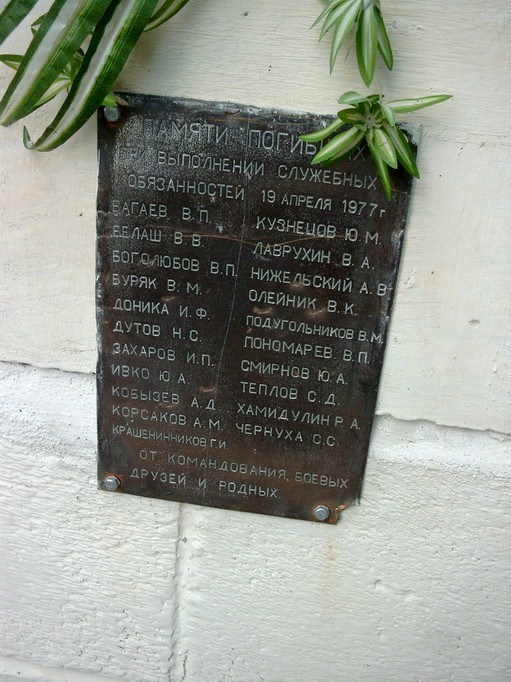 ПАМЯТИ
ПРИ ВЫПОЛНЕНИИ СЛУЖЕБНЫХ
ОБЯЗАННОСТЕЙ 19 АПРЕЛЯ 1977г
БАГАЕВ В.П.
БЕЛАШ В.В.
БОГОЛЮБОВ В.П.
БУРЯК В.М.
ДОНИКА И.Ф.
ДУТОВ Н.С.
ЗАХАРОВ И.П.
ИВКО Ю.А.
КОБЫЗЕВ А.Д.
КОРСАКОВ А.М.
КРАШЕНИННИКОВ Г.И
КУЗНЕЦОВ Ю.М.
ЛАВРУХИН В.А.
НИЖЕЛЬСКИЙ А.В
ОЛЕЙНИК В.К.
ПОДУГОЛЬНИКОВ В.М.
ПОНОМАРЕВ В.П.
СМИРНОВ Ю.А.
ТЕПЛОВ С.Д.
ХАМИДУЛИН Р.А.
ЧЕРНУХА С.С.
ОТ КОМАНДОВАНИЯ, БОЕВЫХ
ДРУЗЕЙ И РОДНЫХ